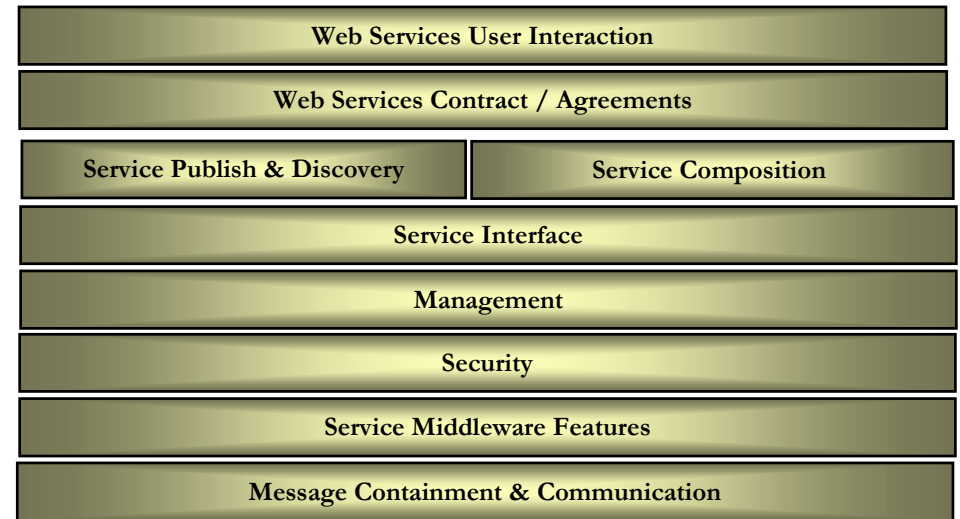 Web Services User Interaction
Web Services Contract / Agreements
Service Publish & Discovery
Service Composition
Service Interface
Management
Security
Service Middleware Features
Message Containment & Communication